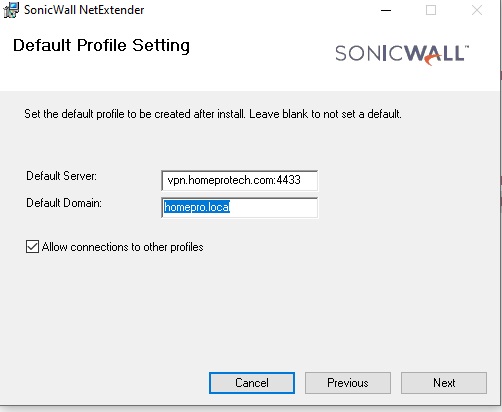 SonicWall NetExtender
Default Profile Setting
SONICWALL™
Set the default profile to be created after install. Leave blank to not set a default.
Default Server:
vpn.homeprotech.com:4433
Default Domain:
homepro.local
Allow connections to other profiles
Cancel
Previous
Next